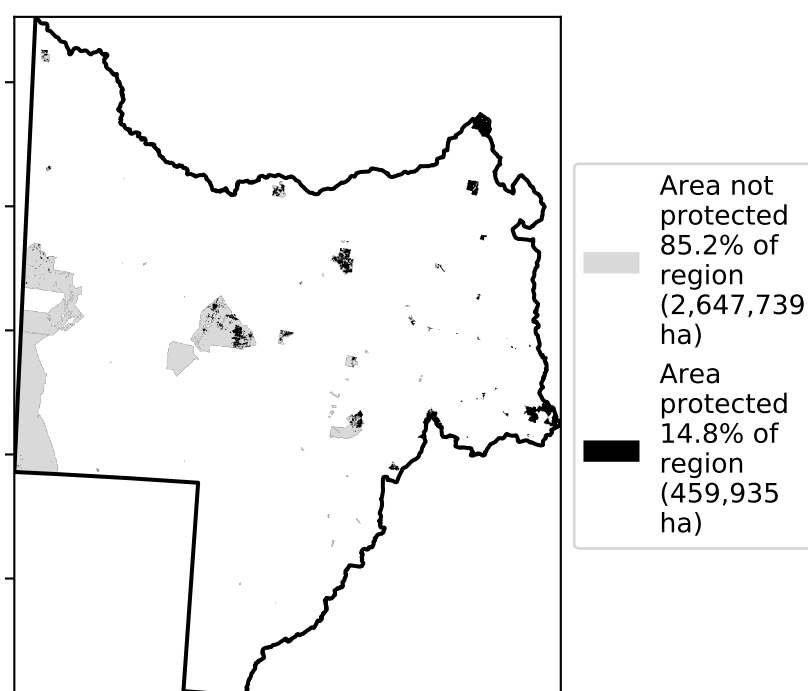 Area not
protected
85.2% of
region
(2,647,739
ha)
Area
protected
14.8% of
region
(459,935
ha)